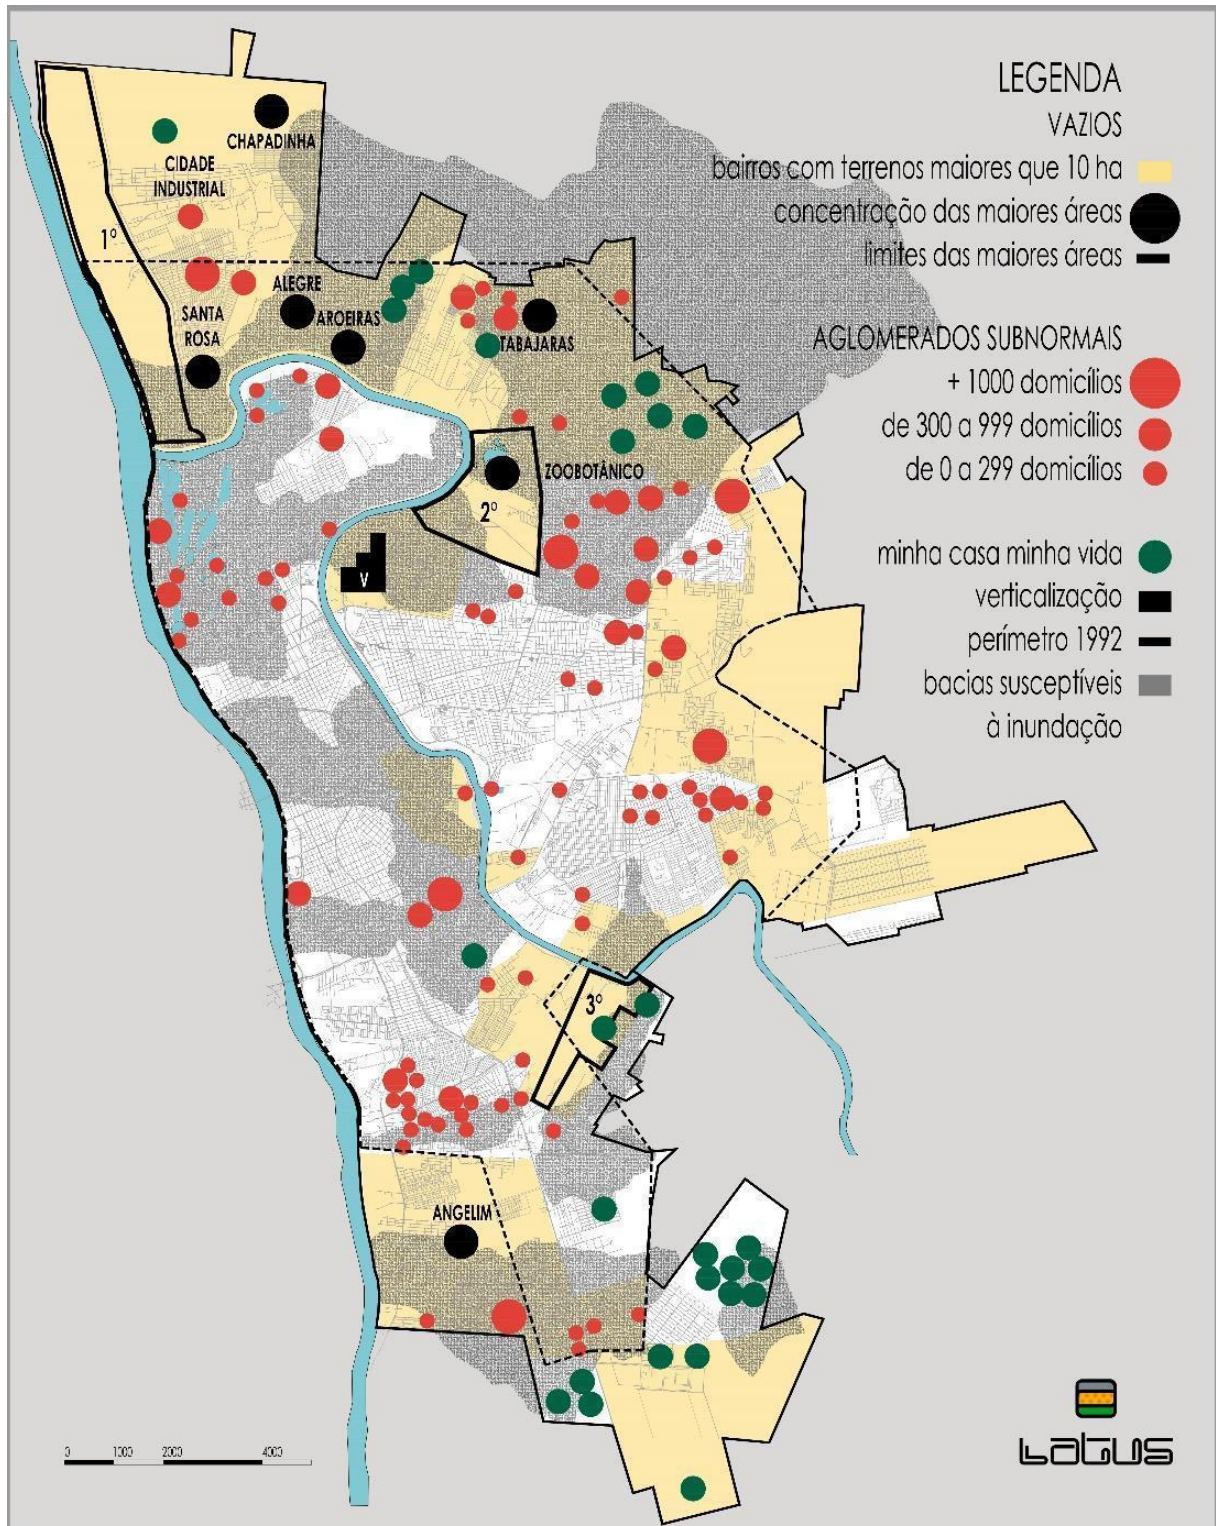 LEGENDA
VAZIOS
bairros com terrenos maiores que 10 ha
concentração das maiores áreas
limites das maiores áreas
AGLOMERADOS SUBNORMAIS
+ 1000 domicílios
de 300 a 999 domicílios
de 0 a 299 domicílios
minha casa minha vida
verticalização
perímetro 1992
bacias susceptíveis
à inundação
CHAPADINHA
CIDADE
INDUSTRIAL
1º
ALEGRE
SANTA
ROSA
AROEIRAS
TABAJARAS
ZOOBOTÂNICO
2º
V
3º
ANGELIM
0 1000 2000 4000
Latus